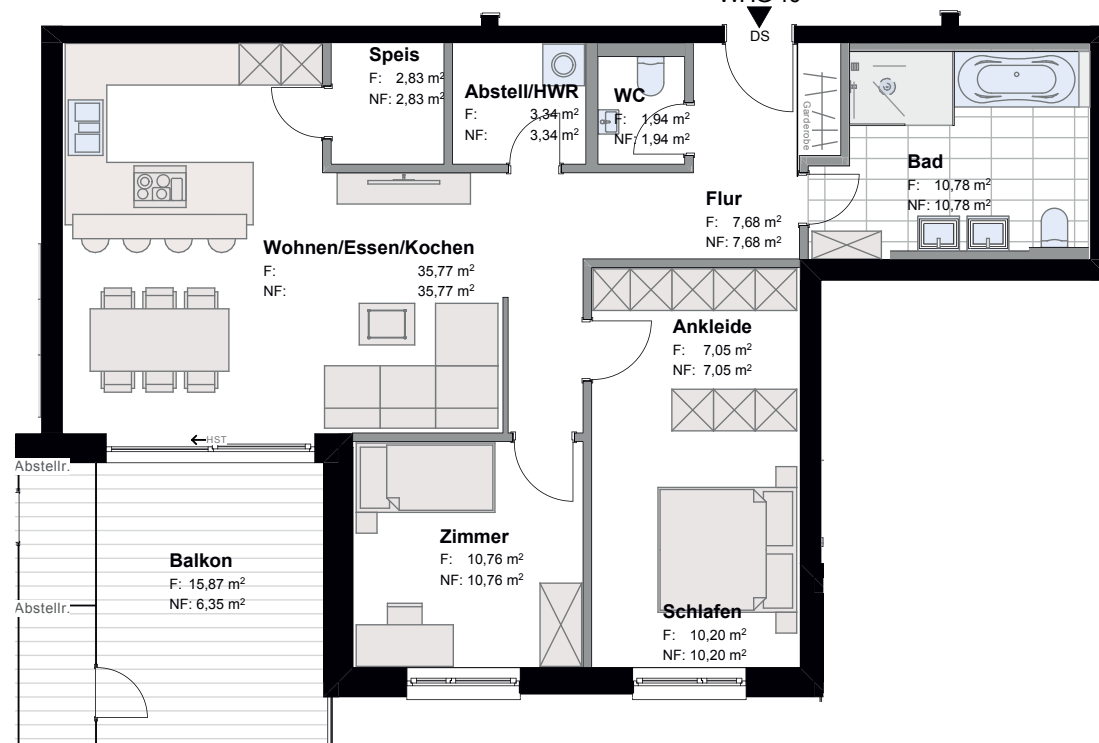 DS
Speis
F: 2,83 m²
NF: 2,83 m²
Abstell/HWR
F: 3,34 m²
NF: 3,34 m²
WC
F: 1,94 m²
NF: 1,94 m²
Garderobe
Bad
F: 10,78 m²
NF: 10,78 m²
Flur
F: 7,68 m²
NF: 7,68 m²
Wohnen/Essen/Kochen
F: 35,77 m²
NF: 35,77 m²
Ankleide
F: 7,05 m²
NF: 7,05 m²
HST
Abstellr.
Balkon
F: 15,87 m²
NF: 6,35 m²
Abstellr.
Zimmer
F: 10,76 m²
NF: 10,76 m²
Schlafen
F: 10,20 m²
NF: 10,20 m²